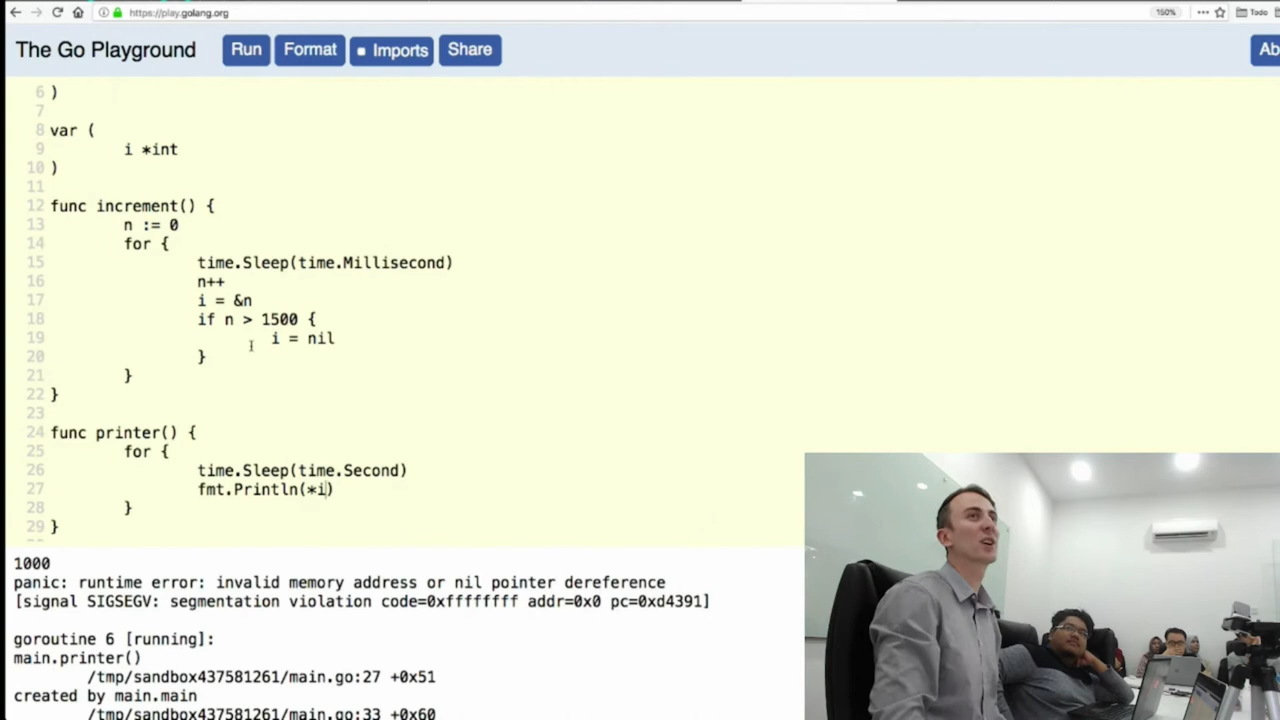 https://play.golang.org
150%
Todo
The Go Playground
Run
Format
Imports
Share
Ab
6 )
7
8 var (
9 i *int
10 )
11
12 func increment() {
13 n := 0
14 for {
15 time.Sleep(time.Millisecond)
16 n++
17 i = &n
18 if n > 1500 {
19 i = nil
20 }
21 }
22 }
23
24 func printer() {
25 for {
26 time.Sleep(time.Second)
27 fmt.Println(*i)
28 }
29 }
1000
panic: runtime error: invalid memory address or nil pointer dereference
[signal SIGSEGV: segmentation violation code=0xffffffff addr=0x0 pc=0xd4391]
goroutine 6 [running]:
main.printer()
/tmp/sandbox437581261/main.go:27 +0x51
created by main.main
/tmp/sandbox437581261/main.go:33 +0x60